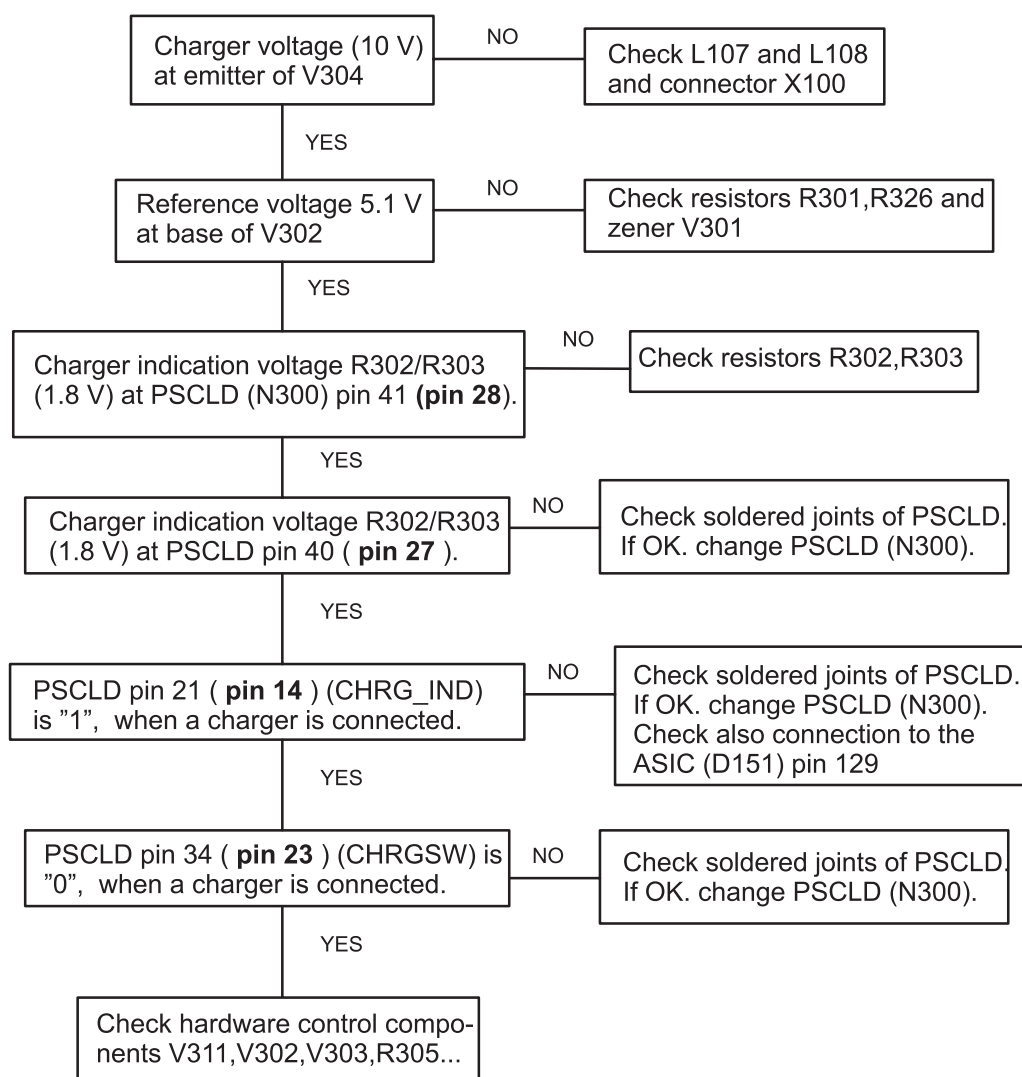 Charger voltage (10 V)
at emitter of V304
NO
Check L107 and L108
and connector X100
YES
Reference voltage 5.1 V
at base of V302
NO
Check resistors R301,R326 and
zener V301
YES
Charger indication voltage R302/R303
(1.8 V) at PSCLD (N300) pin 41 (pin 28).
NO
Check resistors R302,R303
YES
Charger indication voltage R302/R303
(1.8 V) at PSCLD pin 40 ( pin 27 ).
NO
Check soldered joints of PSCLD.
If OK. change PSCLD (N300).
YES
PSCLD pin 21 ( pin 14 ) (CHRG_IND)
is ”1”, when a charger is connected.
NO
Check soldered joints of PSCLD.
If OK. change PSCLD (N300).
Check also connection to the
ASIC (D151) pin 129
YES
PSCLD pin 34 ( pin 23 ) (CHRGSW) is
”0”, when a charger is connected.
NO
Check soldered joints of PSCLD.
If OK. change PSCLD (N300).
YES
Check hardware control compo-
nents V311,V302,V303,R305...